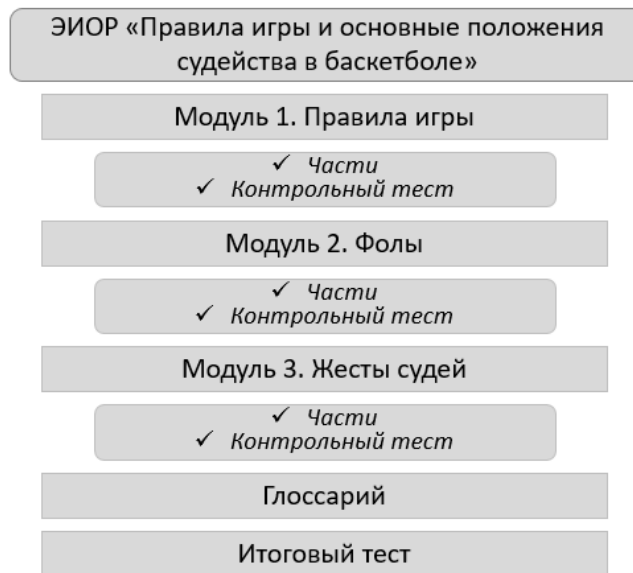 ЭИОР «Правила игры и основные положения
судейства в баскетболе»
Модуль 1. Правила игры
✓ Части
✓ Контрольный тест
Модуль 2. Фолы
✓ Части
✓ Контрольный тест
Модуль 3. Жесты судей
✓ Части
✓ Контрольный тест
Глоссарий
Итоговый тест